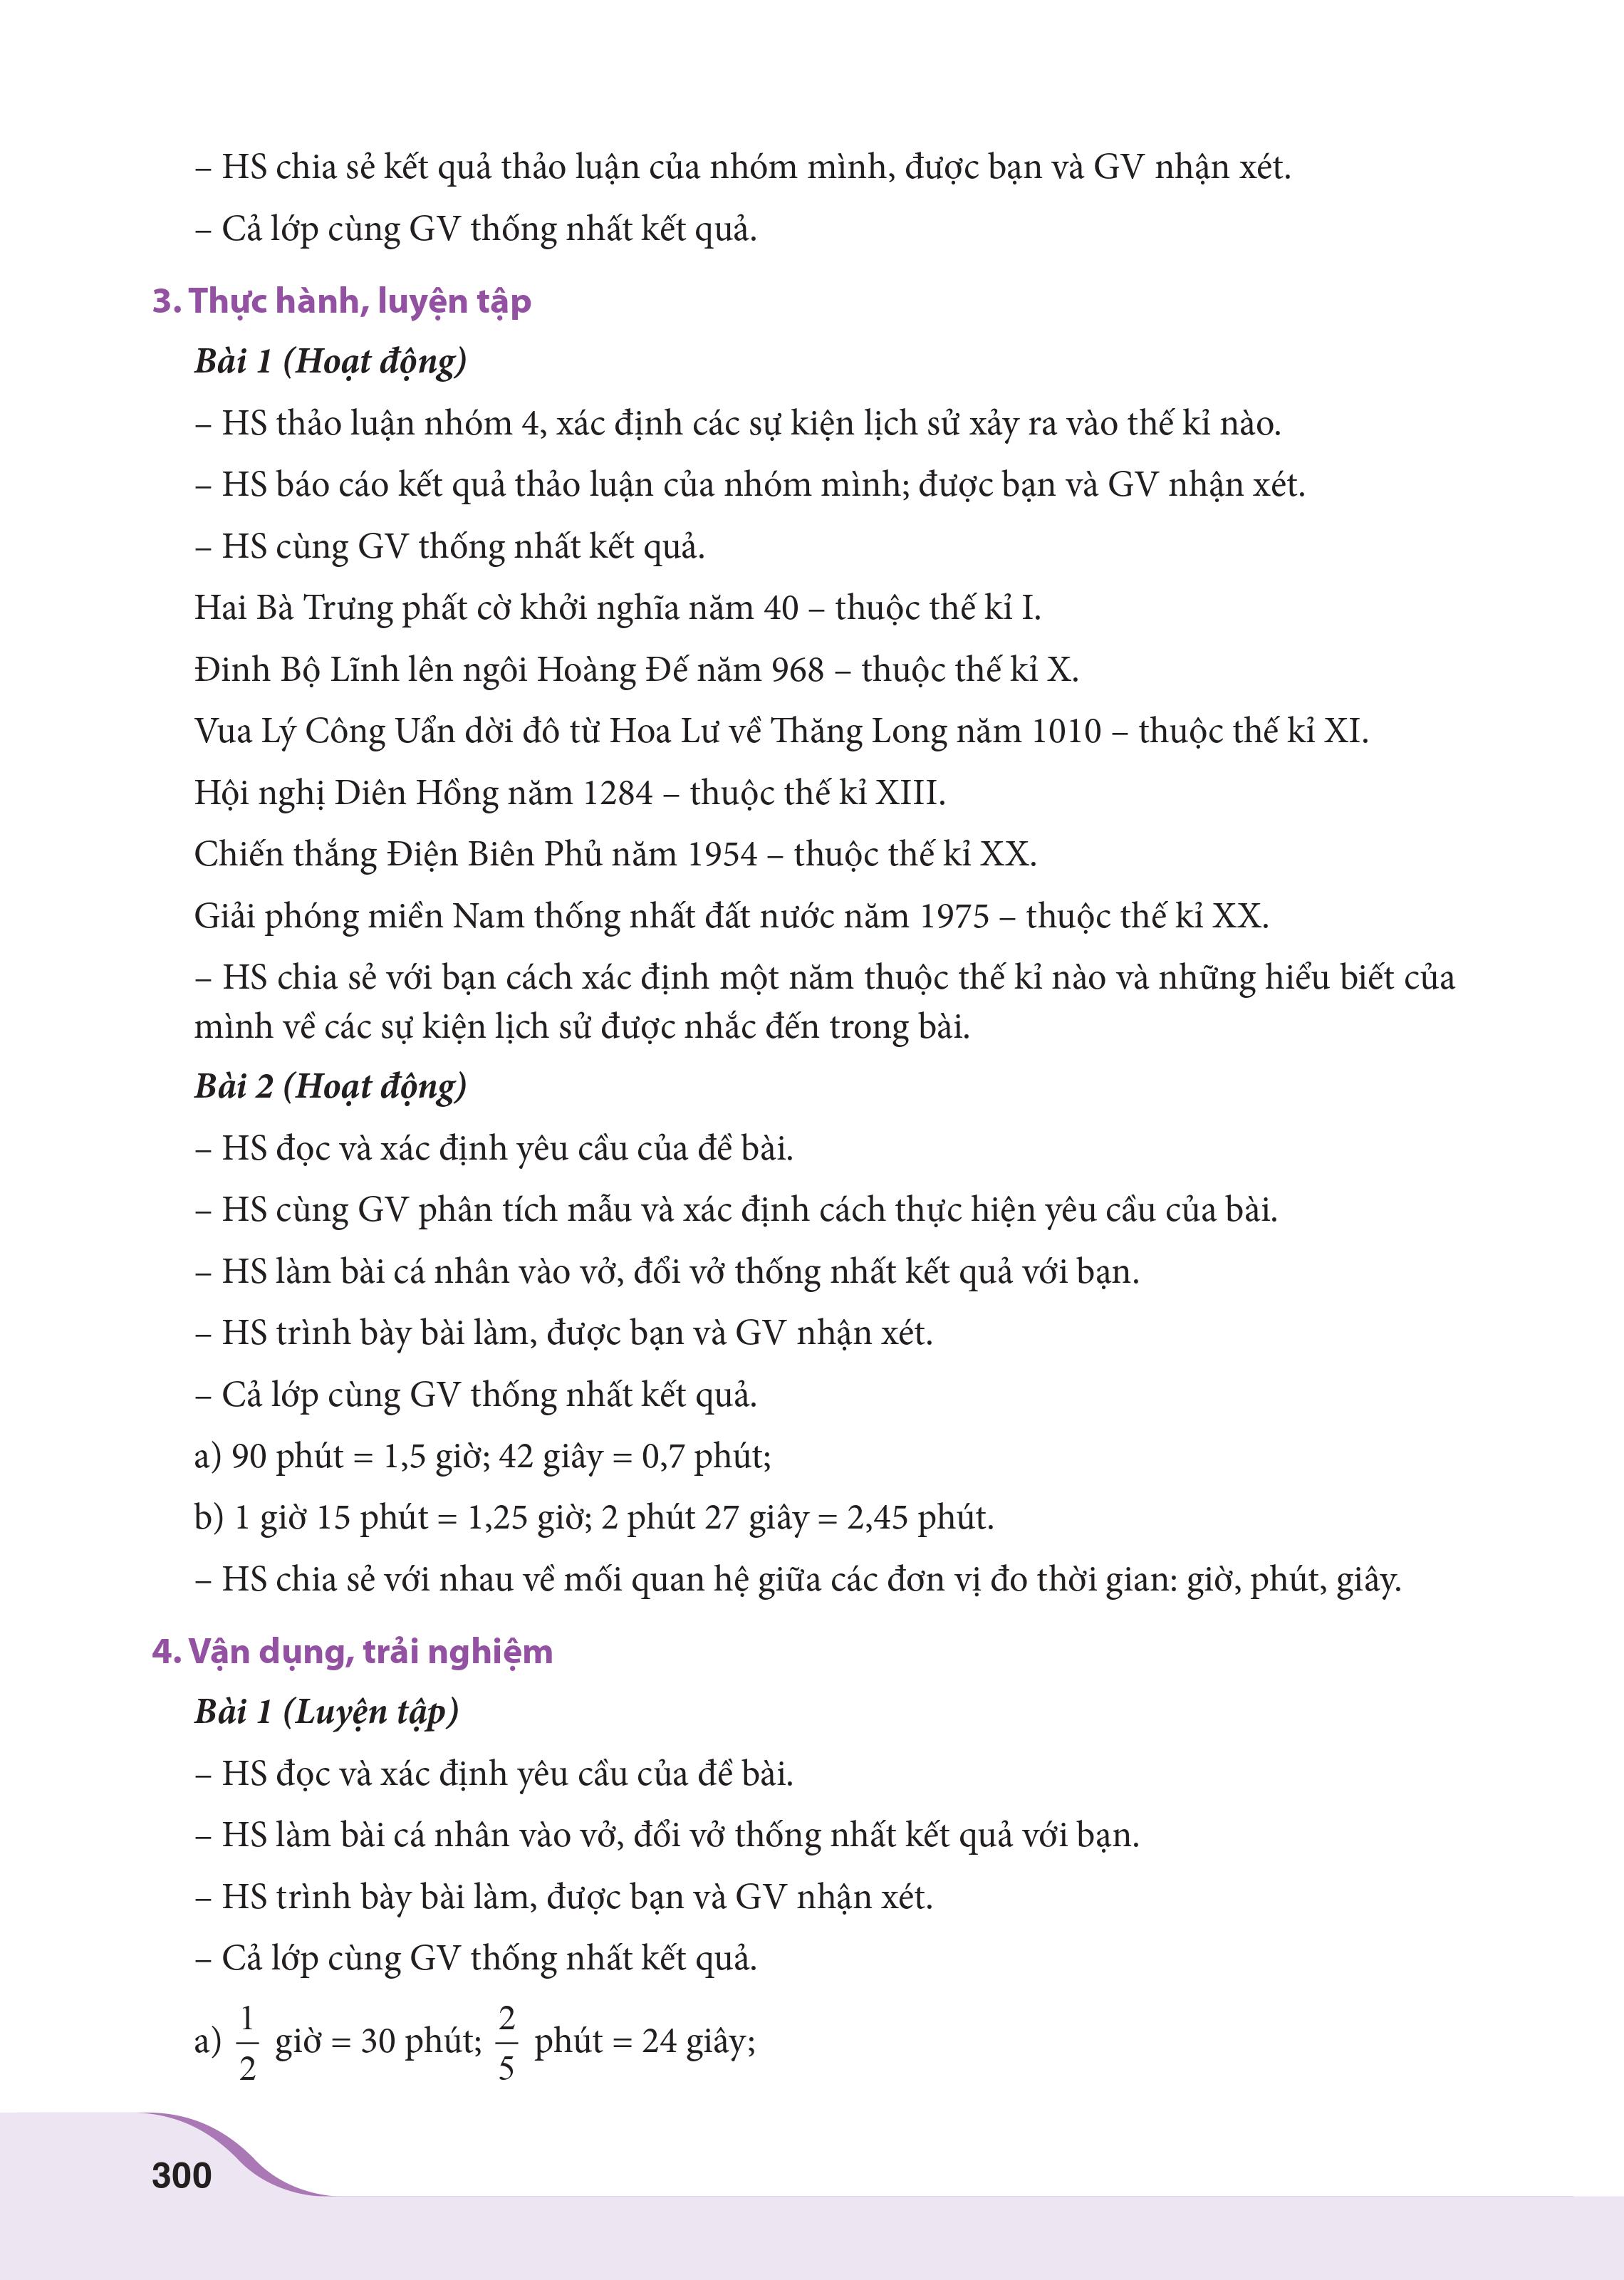 – HS chia sẻ kết quả thảo luận của nhóm mình, được bạn và GV nhận xét.
– Cả lớp cùng GV thống nhất kết quả.
3. Thực hành, luyện tập
Bài 1 (Hoạt động)
– HS thảo luận nhóm 4, xác định các sự kiện lịch sử xảy ra vào thế kỉ nào.
– HS báo cáo kết quả thảo luận của nhóm mình; được bạn và GV nhận xét.
– HS cùng GV thống nhất kết quả.
Hai Bà Trưng phất cờ khởi nghĩa năm 40 – thuộc thế kỉ I.
Đinh Bộ Lĩnh lên ngôi Hoàng Đế năm 968 – thuộc thế kỉ X.
Vua Lý Công Uẩn dời đô từ Hoa Lư về Thăng Long năm 1010 – thuộc thế kỉ XI.
Hội nghị Diên Hồng năm 1284 – thuộc thế kỉ XIII.
Chiến thắng Điện Biên Phủ năm 1954 – thuộc thế kỉ XX.
Giải phóng miền Nam thống nhất đất nước năm 1975 – thuộc thế kỉ XX.
– HS chia sẻ với bạn cách xác định một năm thuộc thế kỉ nào và những hiểu biết của
mình về các sự kiện lịch sử được nhắc đến trong bài.
Bài 2 (Hoạt động)
– HS đọc và xác định yêu cầu của đề bài.
– HS cùng GV phân tích mẫu và xác định cách thực hiện yêu cầu của bài.
– HS làm bài cá nhân vào vở, đổi vở thống nhất kết quả với bạn.
– HS trình bày bài làm, được bạn và GV nhận xét.
– Cả lớp cùng GV thống nhất kết quả.
a) 90 phút = 1,5 giờ; 42 giây = 0,7 phút;
b) 1 giờ 15 phút = 1,25 giờ; 2 phút 27 giây = 2,45 phút.
– HS chia sẻ với nhau về mối quan hệ giữa các đơn vị đo thời gian: giờ, phút, giây.
4. Vận dụng, trải nghiệm
Bài 1 (Luyện tập)
– HS đọc và xác định yêu cầu của đề bài.
– HS làm bài cá nhân vào vở, đổi vở thống nhất kết quả với bạn.
– HS trình bày bài làm, được bạn và GV nhận xét.
– Cả lớp cùng GV thống nhất kết quả.
a) 1/2 giờ = 30 phút; 2/5 phút = 24 giây;
300